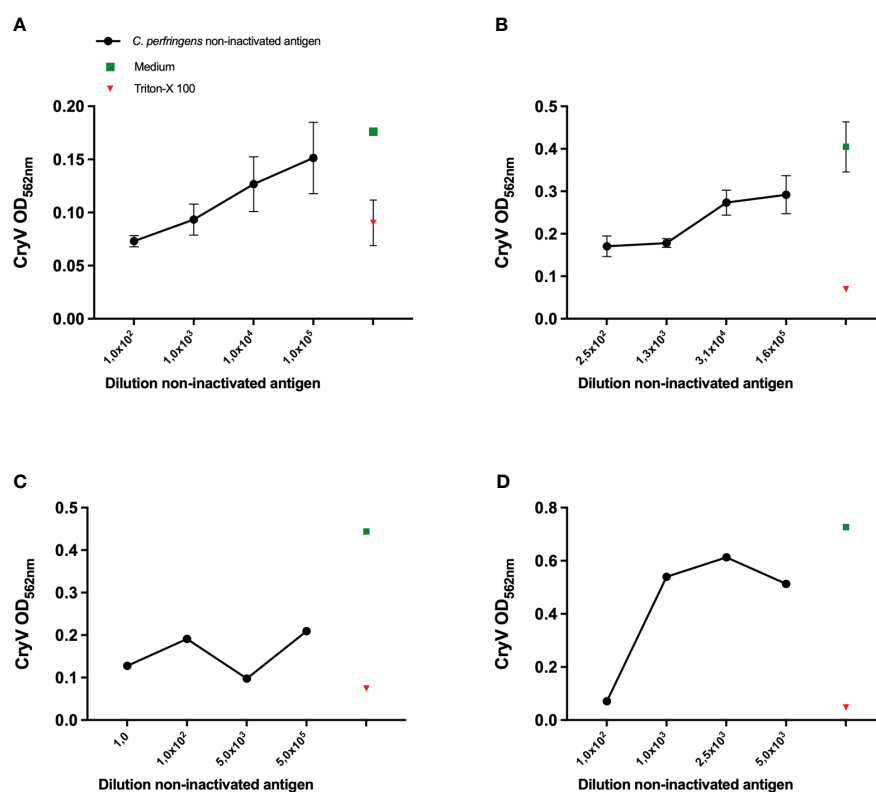 A
C. perfringens non-inactivated antigen
Medium
Triton-X 100
CryV OD562nm
0.20
0.15
0.10
0.05
0.00
1,0x10²
1,0x10³
1,0x10⁴
1,0x10⁵
Dilution non-inactivated antigen
B
CryV OD562nm
0.5
0.4
0.3
0.2
0.1
0.0
2,5x10²
1,3x10³
3,1x10⁴
1,6x10⁵
Dilution non-inactivated antigen
C
CryV OD562nm
0.5
0.4
0.3
0.2
0.1
0.0
1,0
1,0x10²
5,0x10³
5,0x10⁵
Dilution non-inactivated antigen
D
CryV OD562nm
0.8
0.6
0.4
0.2
0.0
1,0x10²
1,0x10³
2,5x10³
5,0x10³
Dilution non-inactivated antigen